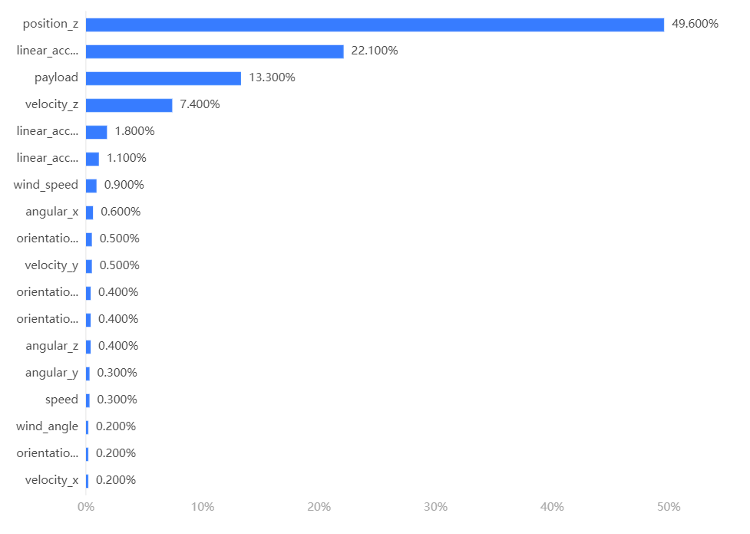 position_z 49.600%
linear_acc... 22.100%
payload 13.300%
velocity_z 7.400%
linear_acc... 1.800%
linear_acc... 1.100%
wind_speed 0.900%
angular_x 0.600%
orientatio... 0.500%
velocity_y 0.500%
orientatio... 0.400%
orientatio... 0.400%
angular_z 0.400%
angular_y 0.300%
speed 0.300%
wind_angle 0.200%
orientatio... 0.200%
velocity_x 0.200%
0% 10% 20% 30% 40% 50%